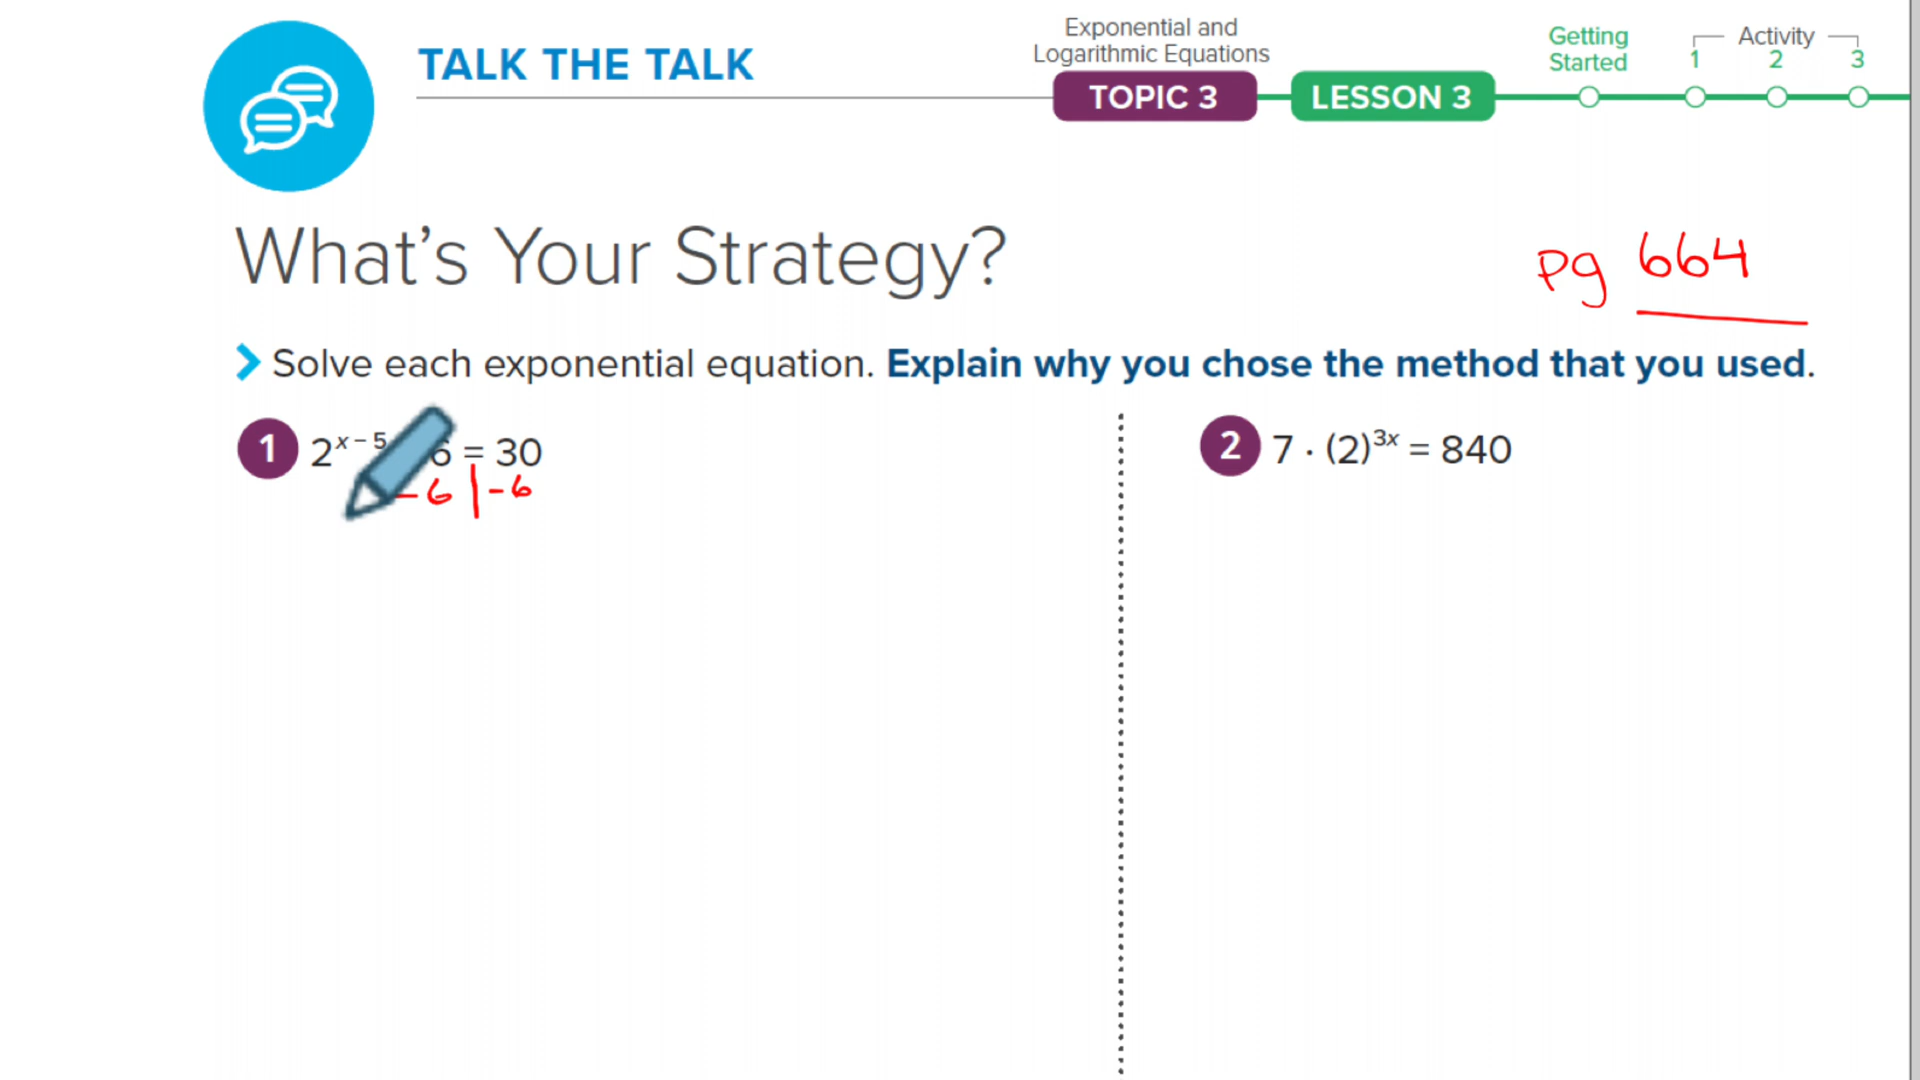 Exponential and
Logarithmic Equations
Getting
Started
Activity
1 2 3
TALK THE TALK
TOPIC 3
LESSON 3
What's Your Strategy?
pg 664
Solve each exponential equation. Explain why you chose the method that you used.
1 2^{x – 5} 6 = 30
– 6 | – 6
2 7 · (2)^{3x} = 840